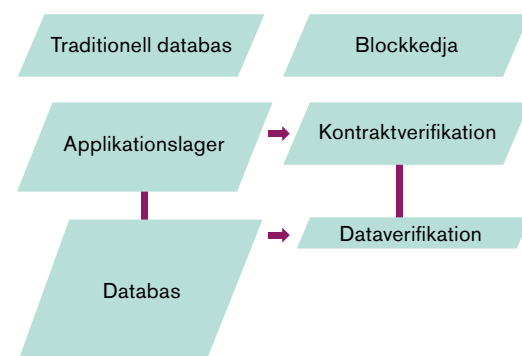 Traditionell databas
Blockkedja
Applikationslager
Kontraktverifikation
Dataverifikation
Databas